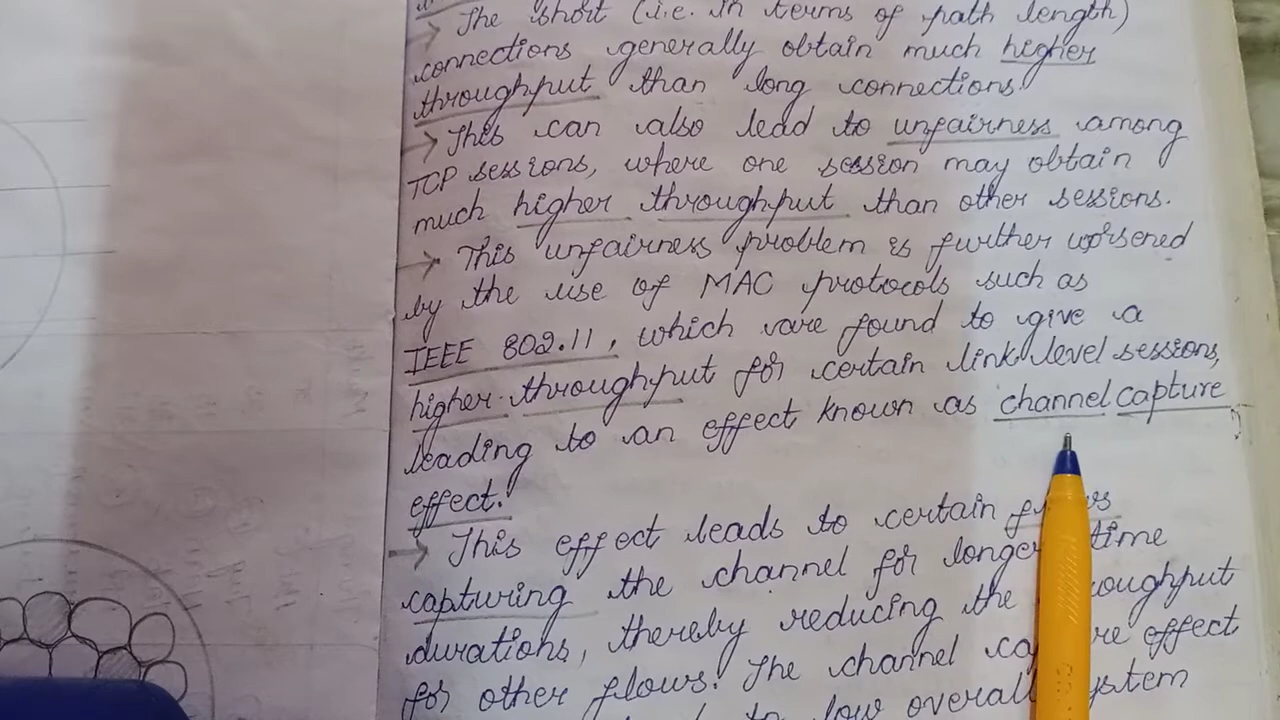 → The short (i.e. in terms of path length)
connections generally obtain much higher
throughput than long connections.
→ This can also lead to unfairness among
TCP sessions, where one session may obtain
much higher throughput than other sessions.
→ This unfairness problem is further worsened
by the use of MAC protocols such as
IEEE 802.11, which are found to give a
higher throughput for certain link-level sessions,
leading to an effect known as channel capture
effect.
→ This effect leads to certain
capturing the channel for longer time
durations, thereby reducing the
for other flows. The channel effect
to low overall